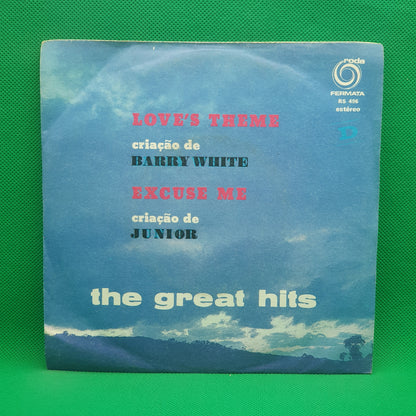 roda
FERMATA
RS 456
estéreo
LOVE'S THEME
criação de
BARRY WHITE
EXCUSE ME
criação de
JUNIOR
the great hits